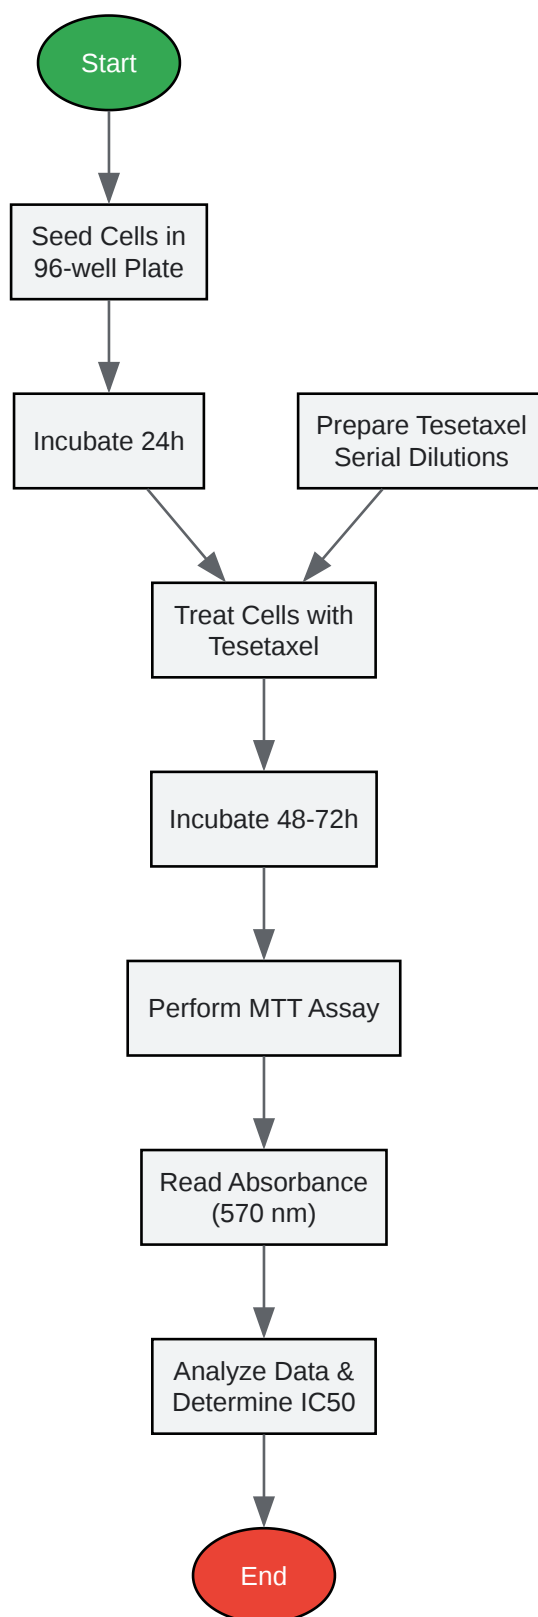 Start
Seed Cells in
96-well Plate
Incubate 24h
Prepare Tesetaxel
Serial Dilutions
Treat Cells with
Tesetaxel
Incubate 48-72h
Perform MTT Assay
Read Absorbance
(570 nm)
Analyze Data &
Determine IC50
End